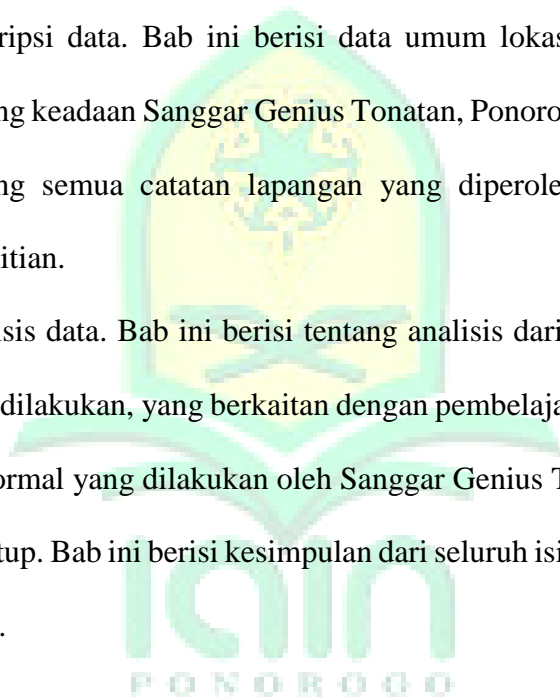 ripsi data. Bab ini berisi data umum lokas
ng keadaan Sanggar Genius Tonatan, Ponoro
ng semua catatan lapangan yang diperole
itian.
isis data. Bab ini berisi tentang analisis dari
dilakukan, yang berkaitan dengan pembelaja
ormal yang dilakukan oleh Sanggar Genius T
tup. Bab ini berisi kesimpulan dari seluruh isi
.
iain
PONOROGO